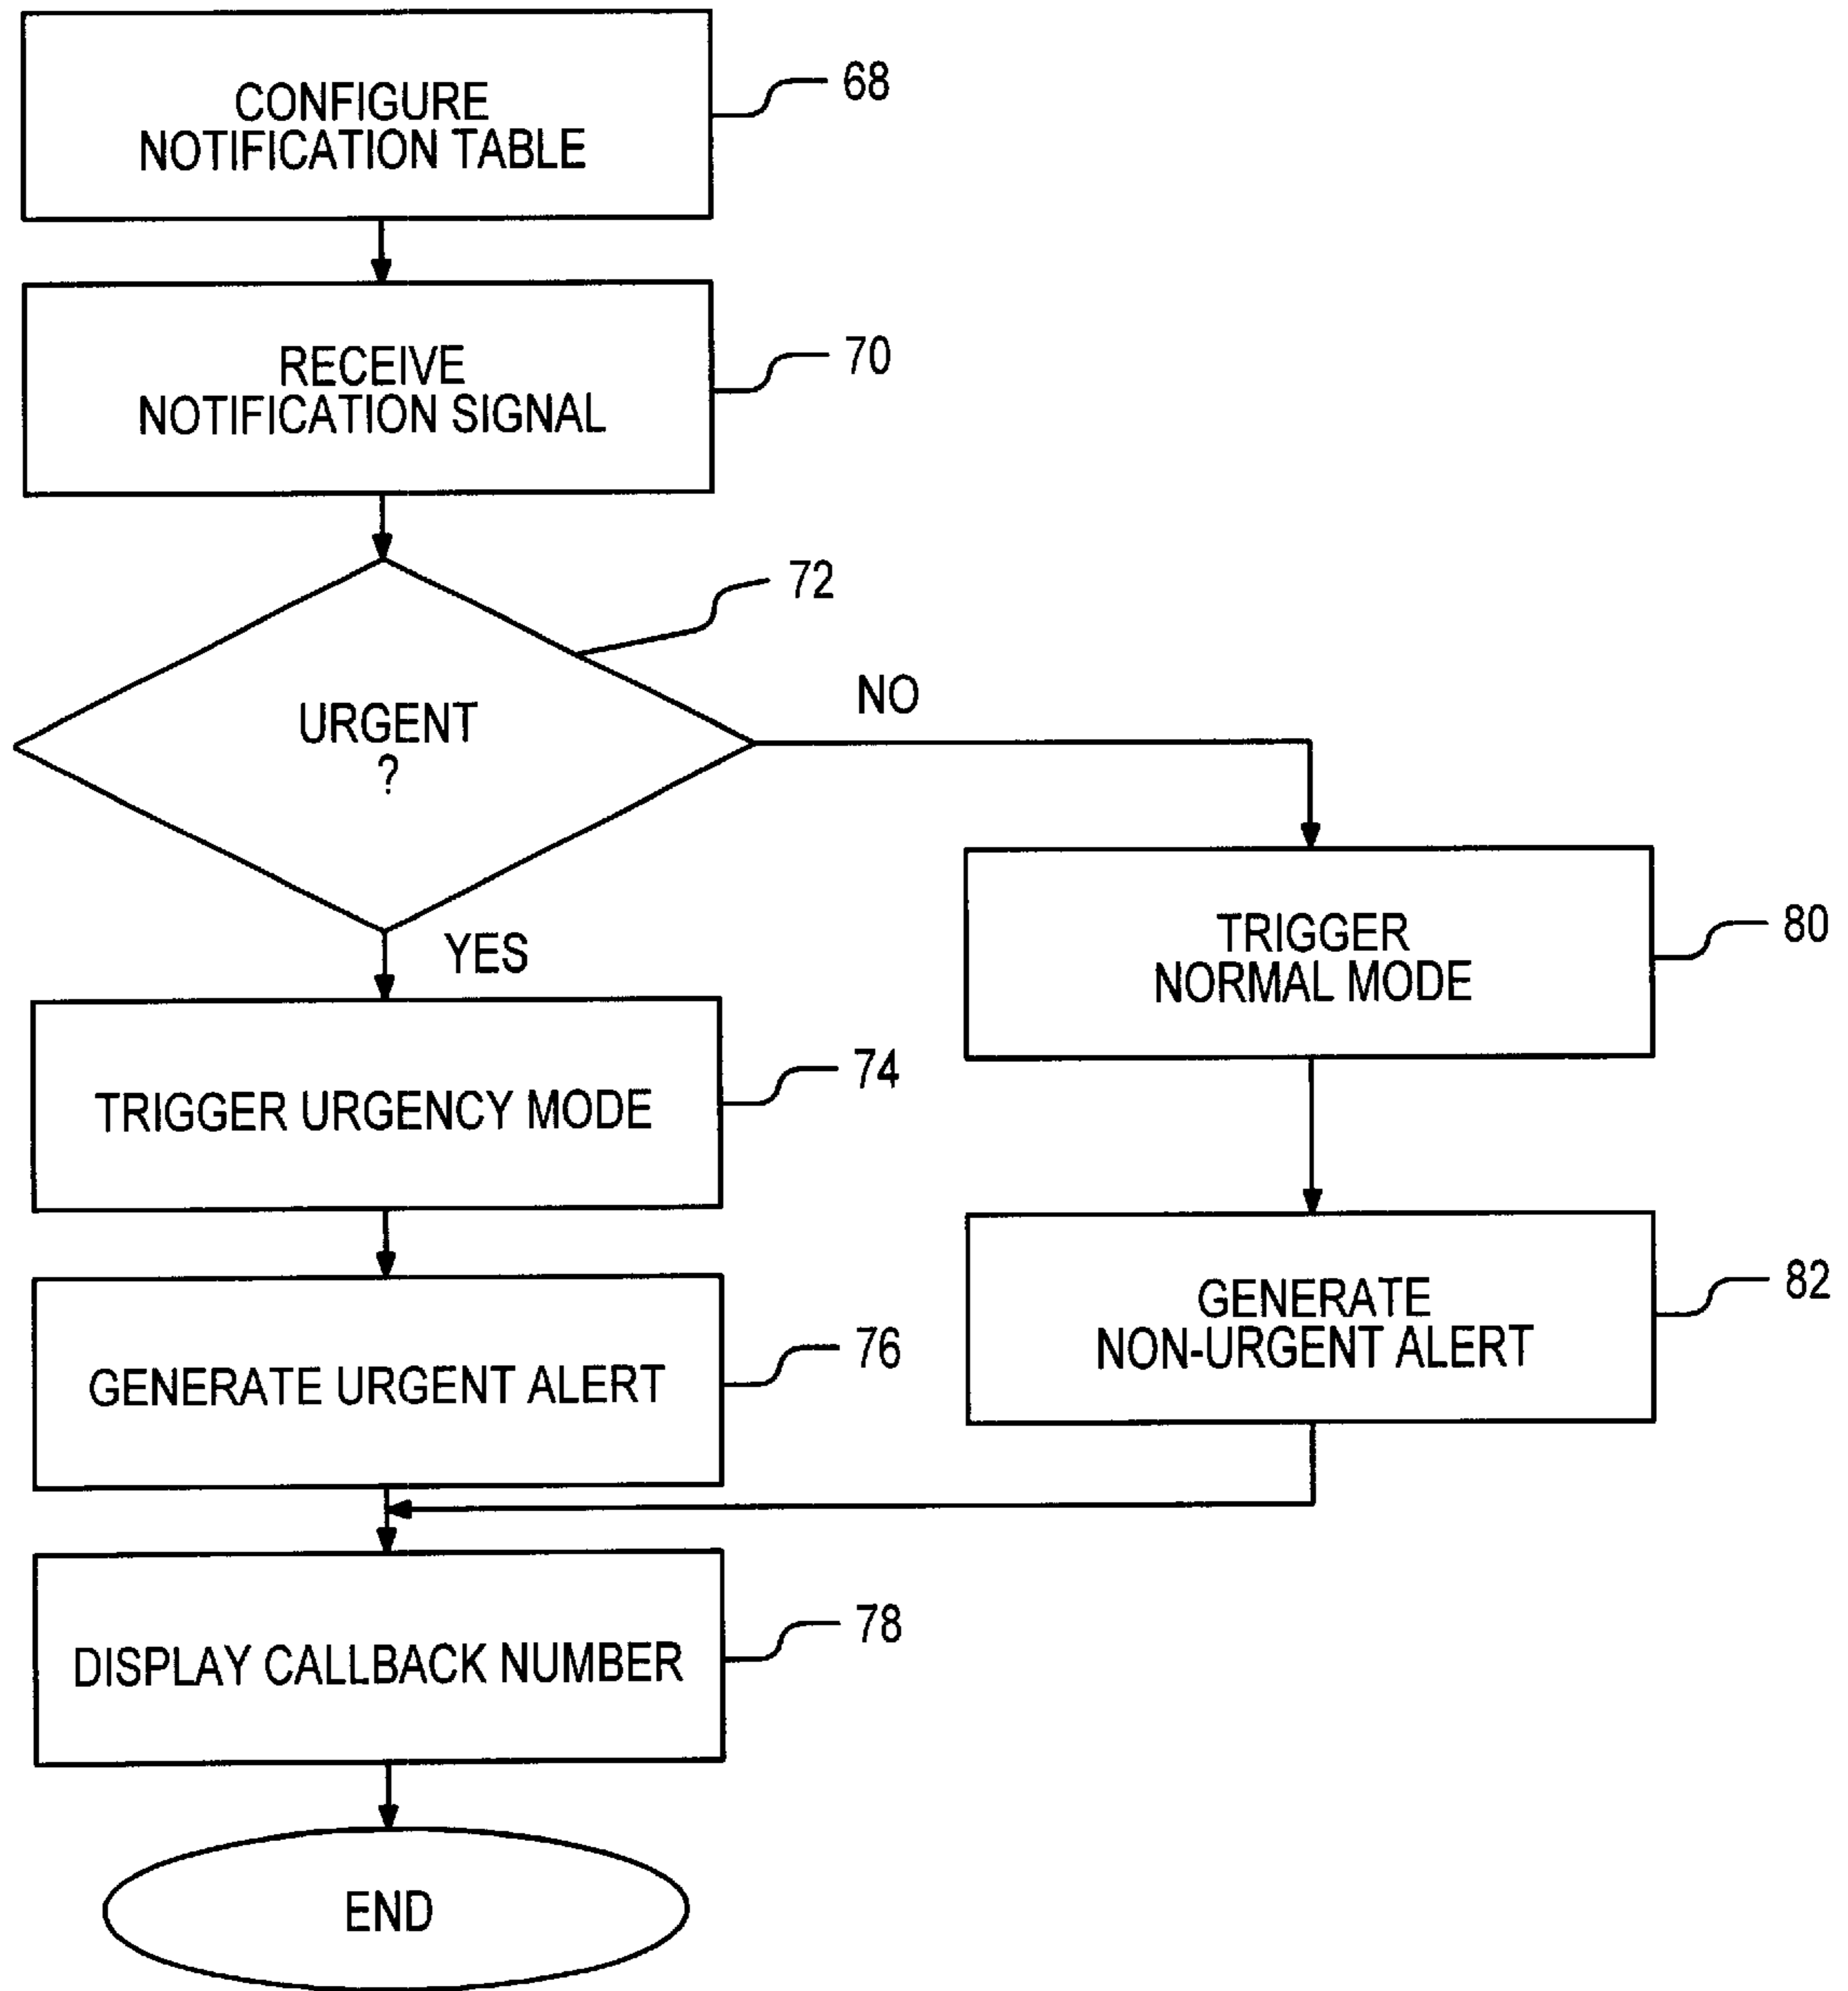 CONFIGURE
NOTIFICATION TABLE
68
RECEIVE
NOTIFICATION SIGNAL
70
72
URGENT
?
NO
YES
TRIGGER
NORMAL MODE
80
TRIGGER URGENCY MODE
74
GENERATE
NON-URGENT ALERT
82
GENERATE URGENT ALERT
76
DISPLAY CALLBACK NUMBER
78
END